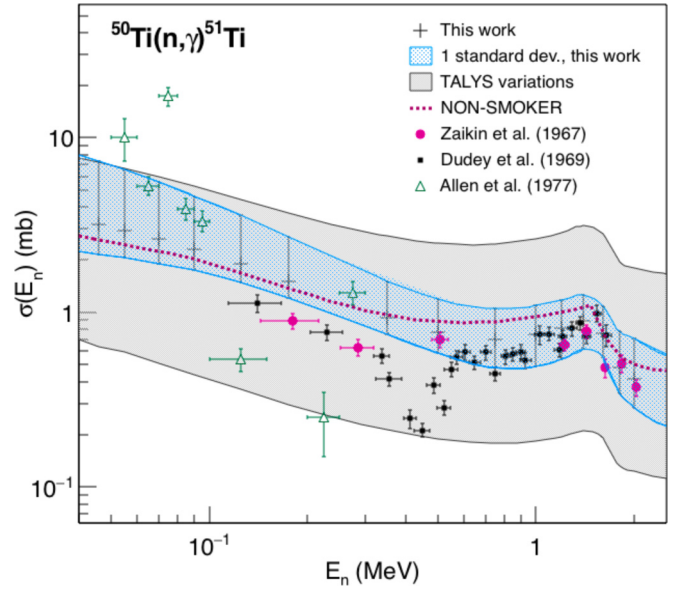 ⁵⁰Ti(n,γ)⁵¹Ti
This work
1 standard dev., this work
TALYS variations
NON-SMOKER
Zaikin et al. (1967)
Dudey et al. (1969)
Allen et al. (1977)
σ(Eₙ) (mb)
10
1
10⁻¹
10⁻¹
1
Eₙ (MeV)